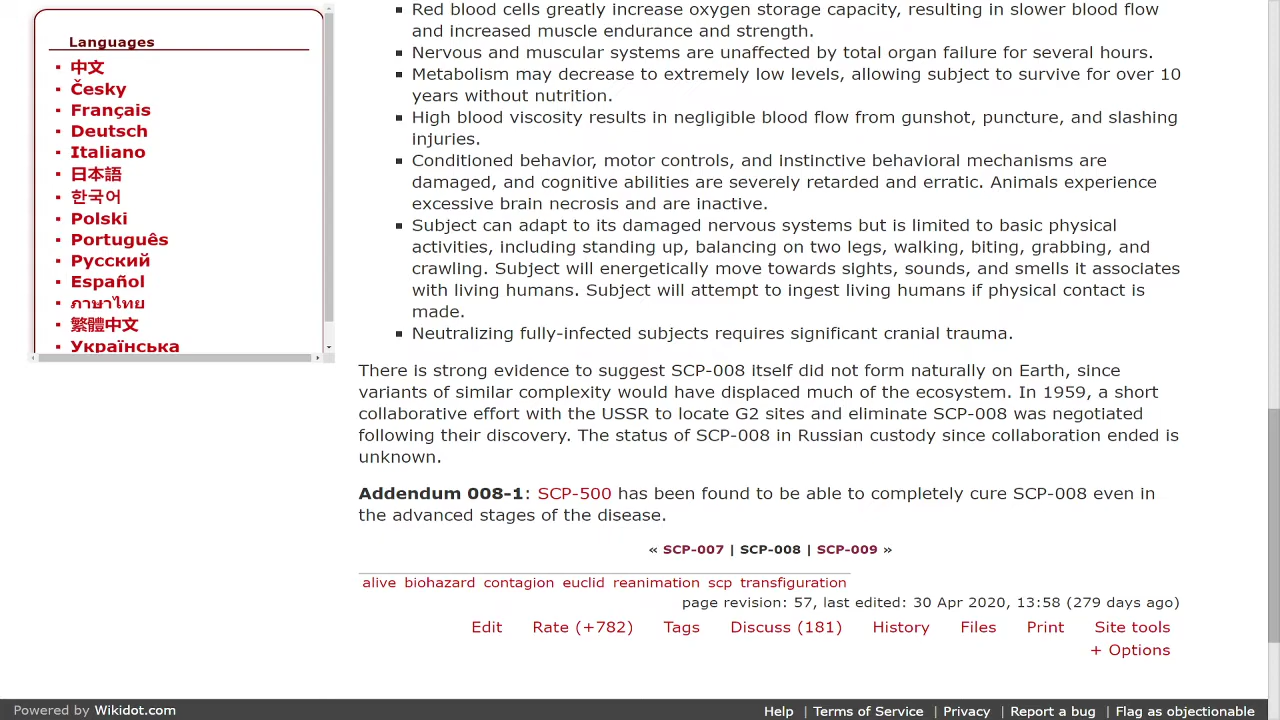 Languages
中文
Česky
Français
Deutsch
Italiano
日本語
한국어
Polski
Português
Русский
Español
ภาษาไทย
繁體中文
Українська
Red blood cells greatly increase oxygen storage capacity, resulting in slower blood flow
and increased muscle endurance and strength.
Nervous and muscular systems are unaffected by total organ failure for several hours.
Metabolism may decrease to extremely low levels, allowing subject to survive for over 10
years without nutrition.
High blood viscosity results in negligible blood flow from gunshot, puncture, and slashing
injuries.
Conditioned behavior, motor controls, and instinctive behavioral mechanisms are
damaged, and cognitive abilities are severely retarded and erratic. Animals experience
excessive brain necrosis and are inactive.
Subject can adapt to its damaged nervous systems but is limited to basic physical
activities, including standing up, balancing on two legs, walking, biting, grabbing, and
crawling. Subject will energetically move towards sights, sounds, and smells it associates
with living humans. Subject will attempt to ingest living humans if physical contact is
made.
Neutralizing fully-infected subjects requires significant cranial trauma.
There is strong evidence to suggest SCP-008 itself did not form naturally on Earth, since
variants of similar complexity would have displaced much of the ecosystem. In 1959, a short
collaborative effort with the USSR to locate G2 sites and eliminate SCP-008 was negotiated
following their discovery. The status of SCP-008 in Russian custody since collaboration ended is
unknown.
Addendum 008-1: SCP-500 has been found to be able to completely cure SCP-008 even in
the advanced stages of the disease.
« SCP-007 | SCP-008 | SCP-009 »
alive biohazard contagion euclid reanimation scp transfiguration
page revision: 57, last edited: 30 Apr 2020, 13:58 (279 days ago)
Edit Rate (+782) Tags Discuss (181) History Files Print Site tools
+ Options
Powered by Wikidot.com
Help | Terms of Service | Privacy | Report a bug | Flag as objectionable